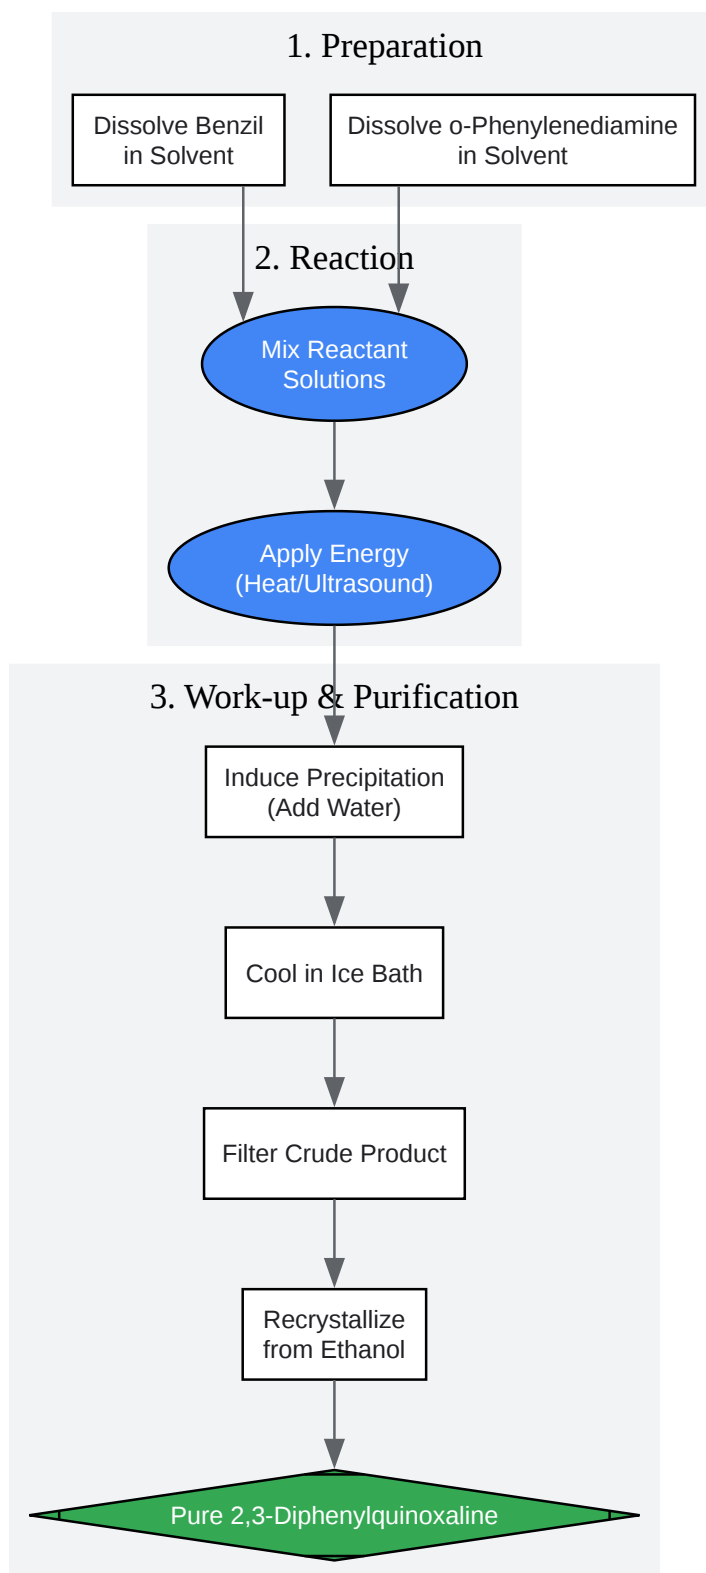 1. Preparation
Dissolve Benzil
in Solvent
Dissolve o-Phenylenediamine
in Solvent
2. Reaction
Mix Reactant
Solutions
Apply Energy
(Heat/Ultrasound)
3. Work-up & Purification
Induce Precipitation
(Add Water)
Cool in Ice Bath
Filter Crude Product
Recrystallize
from Ethanol
Pure 2,3-Diphenylquinoxaline